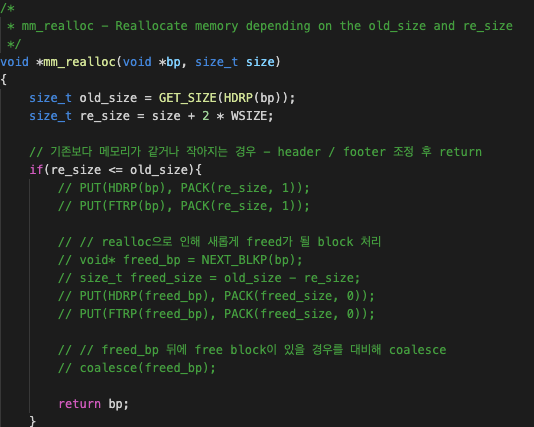 /*
 * mm_realloc - Reallocate memory depending on the old_size and re_size
 */
void *mm_realloc(void *bp, size_t size)
{
    size_t old_size = GET_SIZE(HDRP(bp));
    size_t re_size = size + 2 * WSIZE;

    // 기존보다 메모리가 같거나 작아지는 경우 - header / footer 조정 후 return
    if(re_size <= old_size){
        // PUT(HDRP(bp), PACK(re_size, 1));
        // PUT(FTRP(bp), PACK(re_size, 1));

        // // realloc으로 인해 새롭게 freed가 될 block 처리
        // void* freed_bp = NEXT_BLKP(bp);
        // size_t freed_size = old_size - re_size;
        // PUT(HDRP(freed_bp), PACK(freed_size, 0));
        // PUT(FTRP(freed_bp), PACK(freed_size, 0));

        // // freed_bp 뒤에 free block이 있을 경우를 대비해 coalesce
        // coalesce(freed_bp);

        return bp;
    }